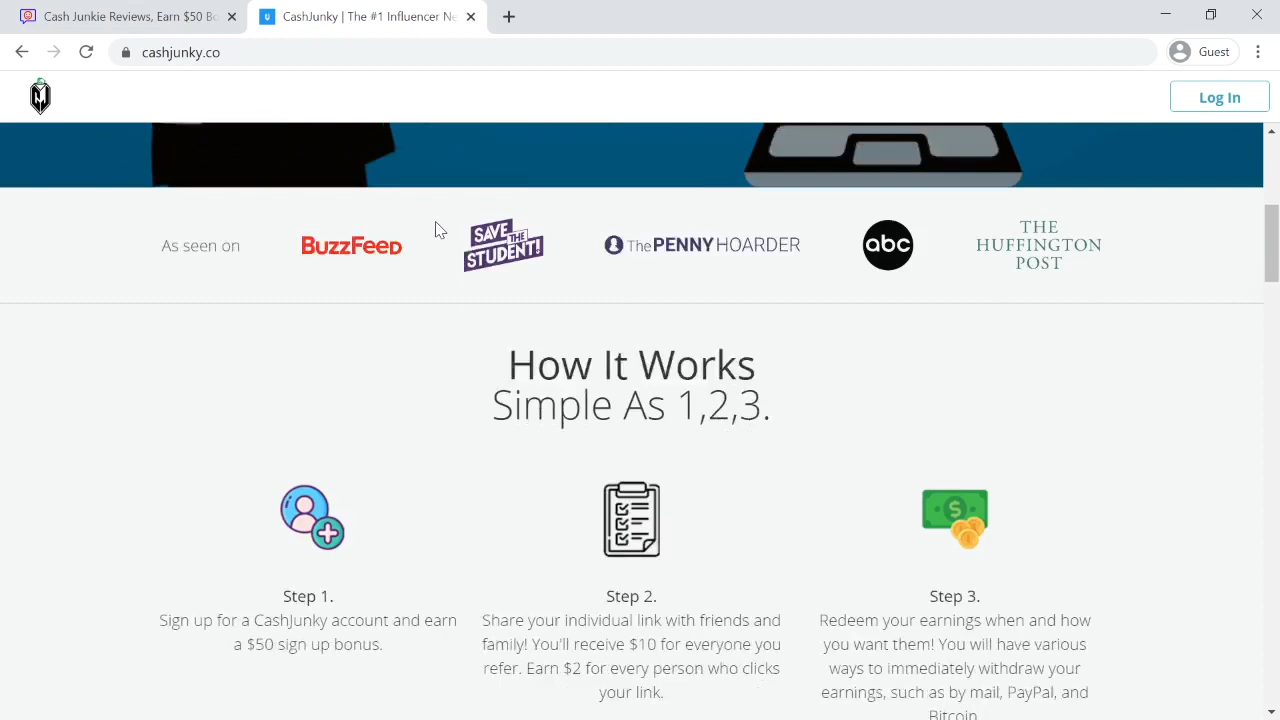 Cash Junkie Reviews, Earn $50 Bo
CashJunky | The #1 Influencer Ne
cashjunky.co
Guest
Log In
As seen on
BuzzFeed
SAVE THE STUDENT!
The PENNY HOARDER
abc
THE HUFFINGTON POST
How It Works
Simple As 1,2,3.
Step 1.
Sign up for a CashJunky account and earn
a $50 sign up bonus.
Step 2.
Share your individual link with friends and
family! You'll receive $10 for everyone you
refer. Earn $2 for every person who clicks
your link.
Step 3.
Redeem your earnings when and how
you want them! You will have various
ways to immediately withdraw your
earnings, such as by mail, PayPal, and
Bitcoin.